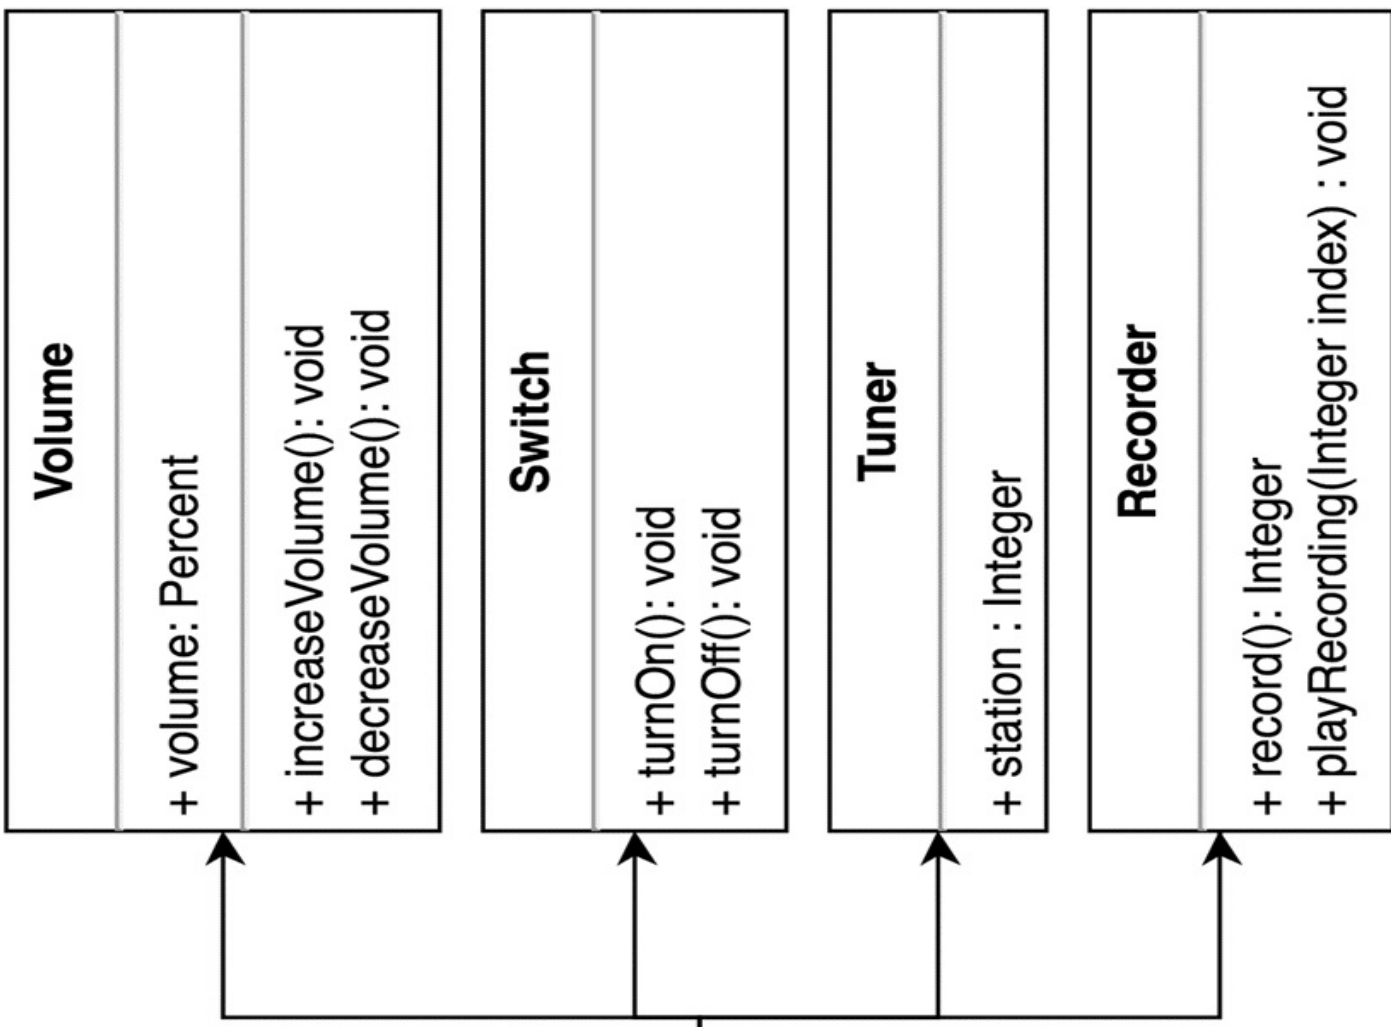 Volume
+ volume: Percent
+ increaseVolume(): void
+ decreaseVolume(): void
Switch
+ turnOn(): void
+ turnOff(): void
Tuner
+ station : Integer
Recorder
+ record(): Integer
+ playRecording(Integer index) : void